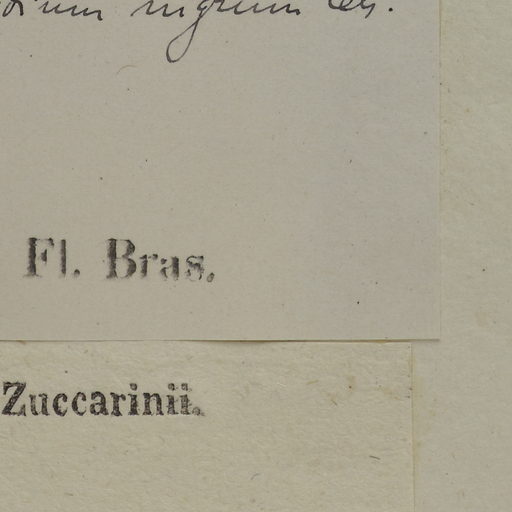 nigrum
Fl. Bras.
Zuccarinii.